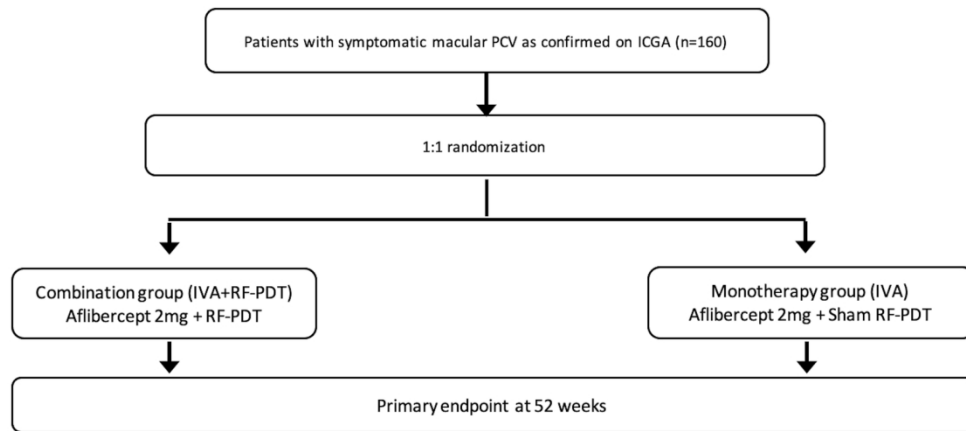 Patients with symptomatic macular PCV as confirmed on ICGA (n=160)
1:1 randomization
Combination group (IVA+RF-PDT)
Aflibercept 2mg + RF-PDT
Monotherapy group (IVA)
Aflibercept 2mg + Sham RF-PDT
Primary endpoint at 52 weeks